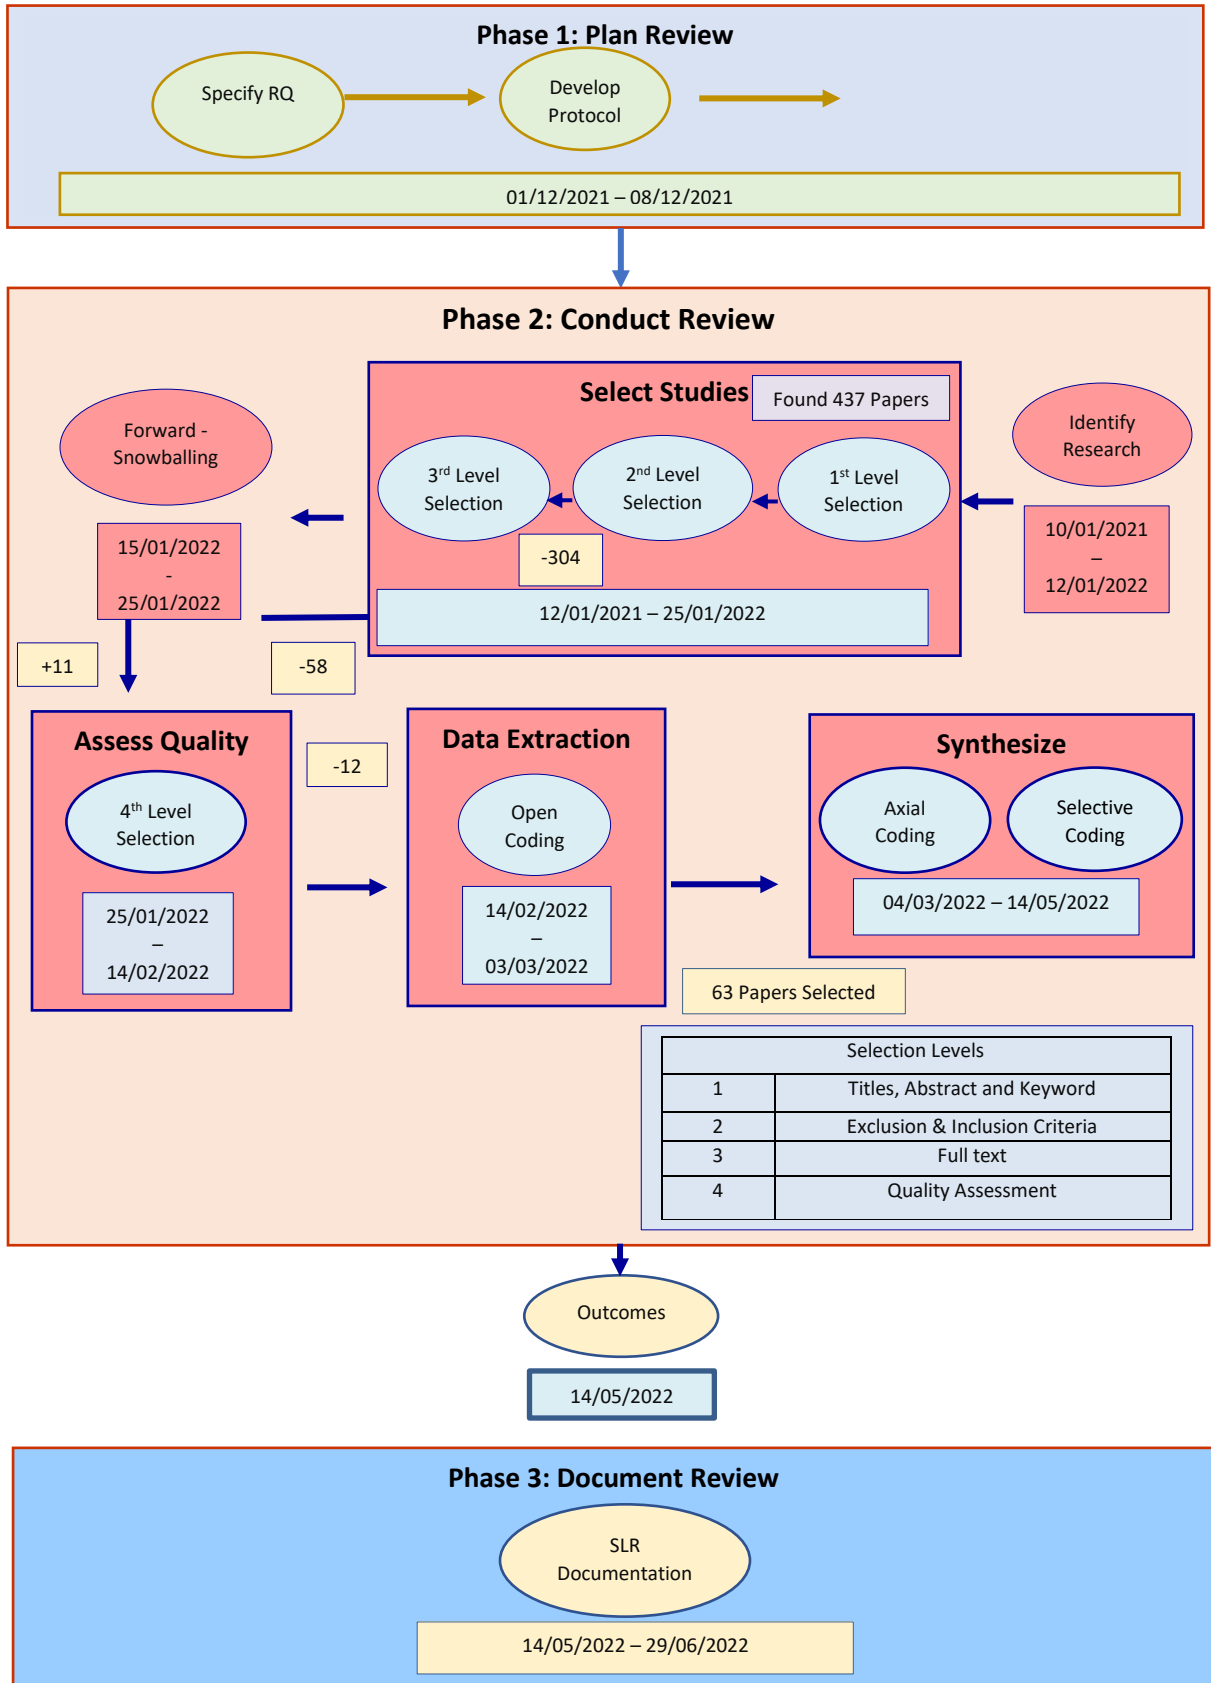 Phase 1: Plan Review
Specify RQ
Develop
Protocol
01/12/2021 – 08/12/2021
Phase 2: Conduct Review
Select Studies
Found 437 Papers
Forward -
Snowballing
3rd Level
Selection
2nd Level
Selection
1st Level
Selection
Identify
Research
15/01/2022
-
25/01/2022
-304
10/01/2021
–
12/01/2022
12/01/2021 – 25/01/2022
+11
-58
Assess Quality
4th Level
Selection
25/01/2022
–
14/02/2022
-12
Data Extraction
Open
Coding
14/02/2022
–
03/03/2022
Synthesize
Axial
Coding
Selective
Coding
04/03/2022 – 14/05/2022
63 Papers Selected
Selection Levels
1 Titles, Abstract and Keyword
2 Exclusion & Inclusion Criteria
3 Full text
4 Quality Assessment
Outcomes
14/05/2022
Phase 3: Document Review
SLR
Documentation
14/05/2022 – 29/06/2022